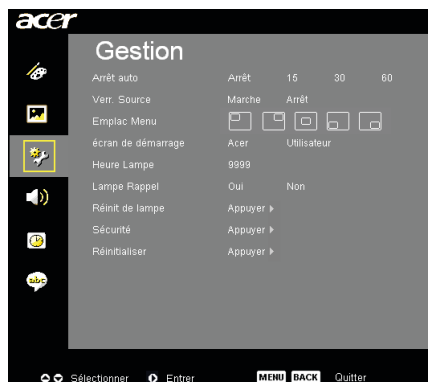 acer
Gestion
Arrêt auto Arrêt 15 30 60
Verr. Source Marche Arrêt
Emplac Menu
écran de démarrage Acer Utilisateur
Heure Lampe 9999
Lampe Rappel Oui Non
Réinit de lampe Appuyer
Sécurité Appuyer
Réinitialiser Appuyer
abc
Sélectionner Entrer MENU BACK Quitter